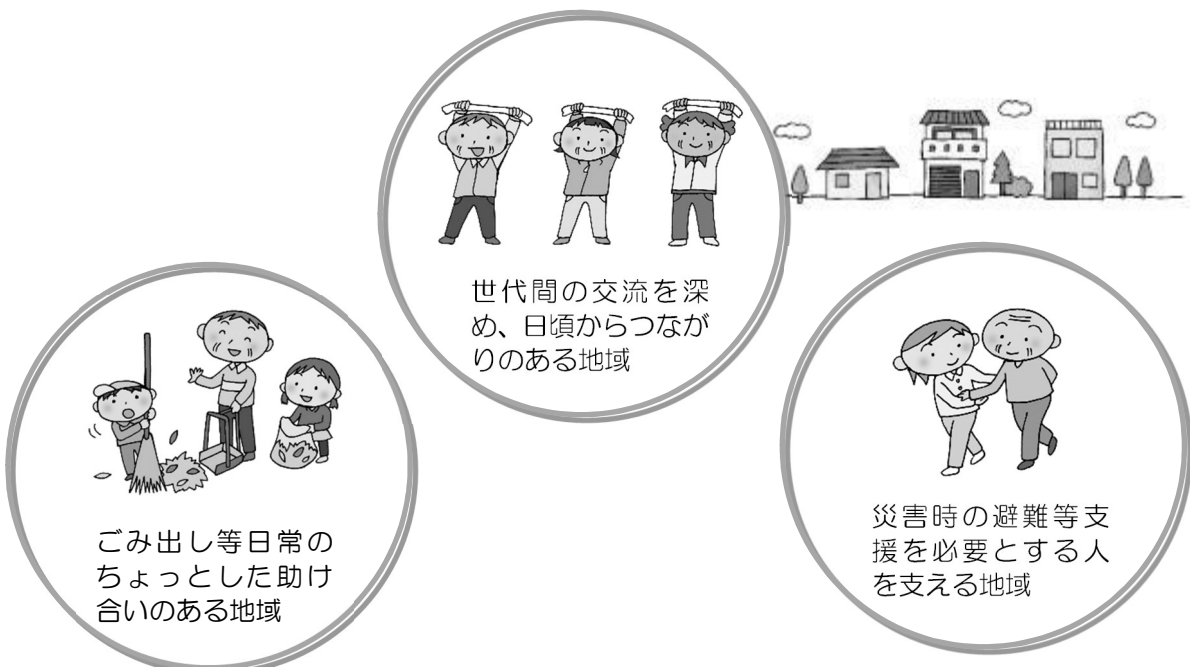 世代間の交流を深
め、日頃からつなが
りのある地域
ごみ出し等日常の
ちょっとした助け
合いのある地域
災害時の避難等支
援を必要とする人
を支える地域